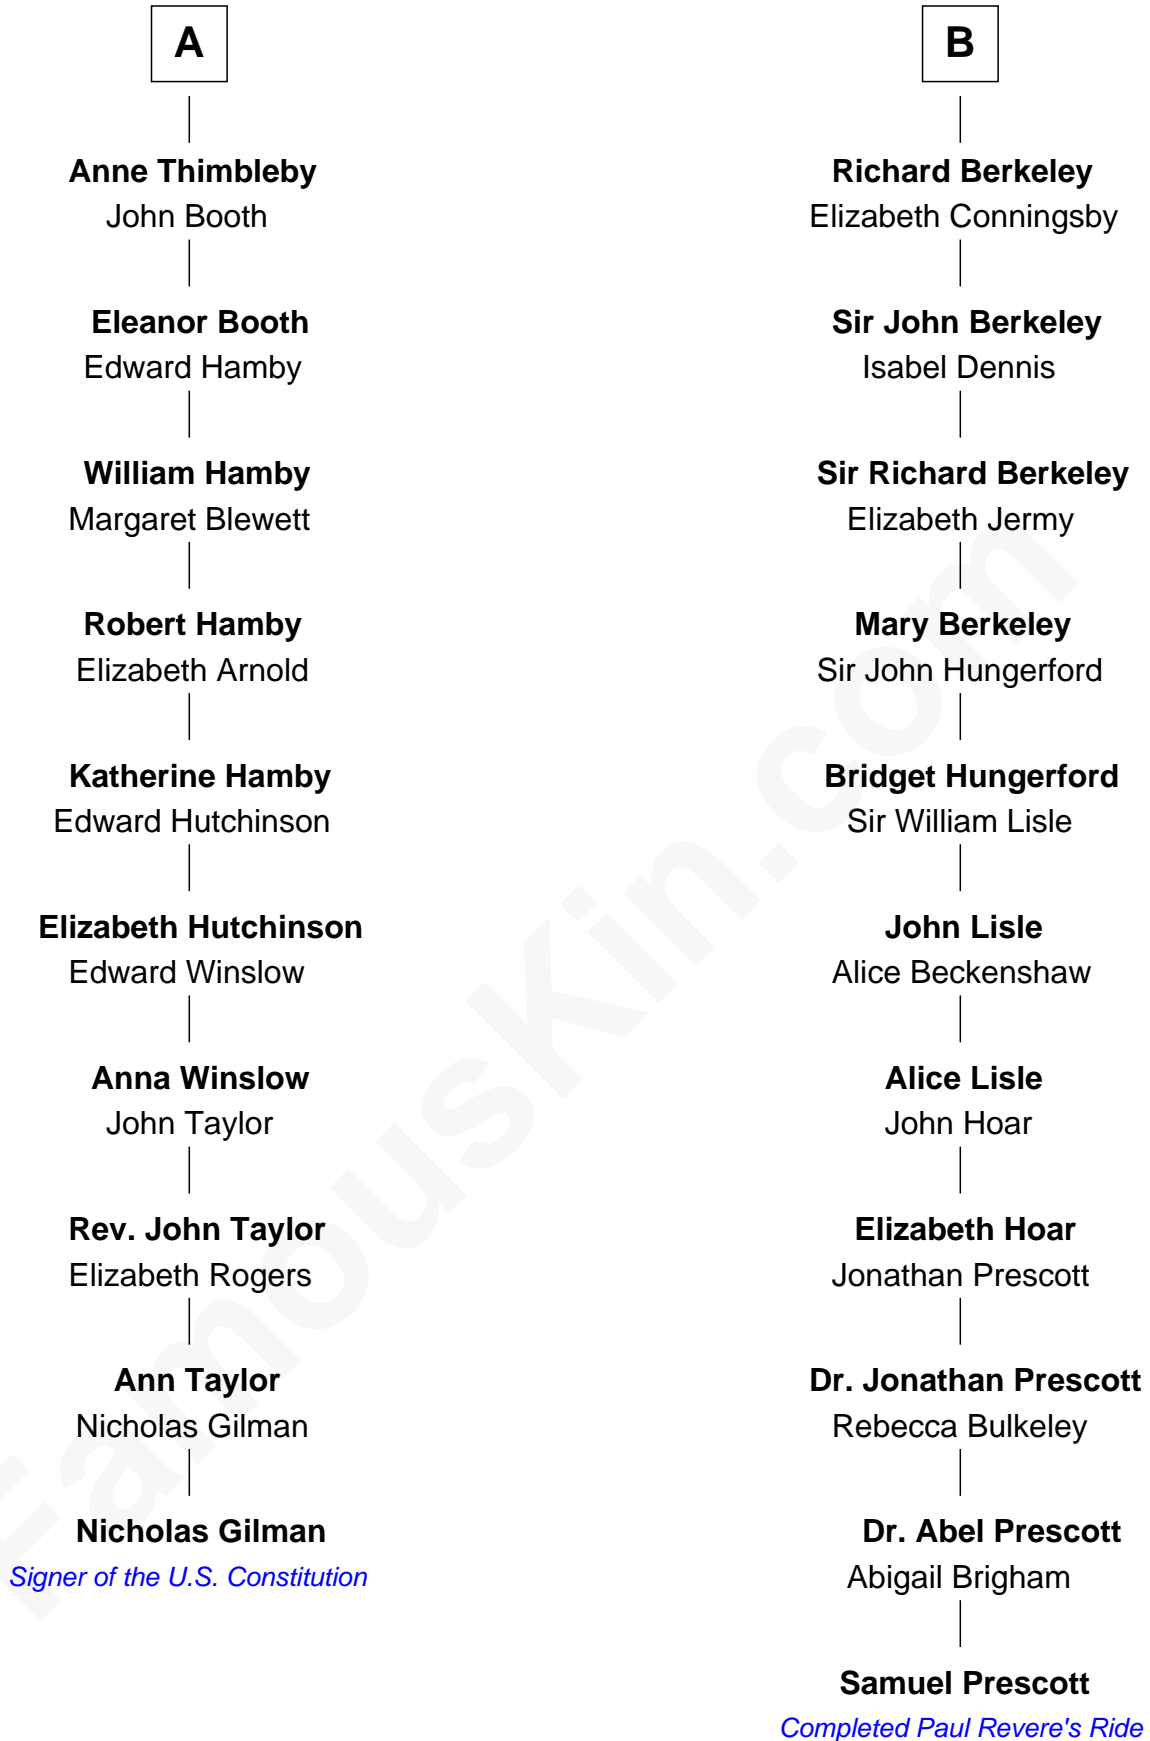 A
Anne Thimbleby
John Booth
Eleanor Booth
Edward Hamby
William Hamby
Margaret Blewett
Robert Hamby
Elizabeth Arnold
Katherine Hamby
Edward Hutchinson
Elizabeth Hutchinson
Edward Winslow
Anna Winslow
John Taylor
Rev. John Taylor
Elizabeth Rogers
Ann Taylor
Nicholas Gilman
Nicholas Gilman
Signer of the U.S. Constitution
B
Richard Berkeley
Elizabeth Conningsby
Sir John Berkeley
Isabel Dennis
Sir Richard Berkeley
Elizabeth Jermy
Mary Berkeley
Sir John Hungerford
Bridget Hungerford
Sir William Lisle
John Lisle
Alice Beckenshaw
Alice Lisle
John Hoar
Elizabeth Hoar
Jonathan Prescott
Dr. Jonathan Prescott
Rebecca Bulkeley
Dr. Abel Prescott
Abigail Brigham
Samuel Prescott
Completed Paul Revere's Ride
FamousKin.com